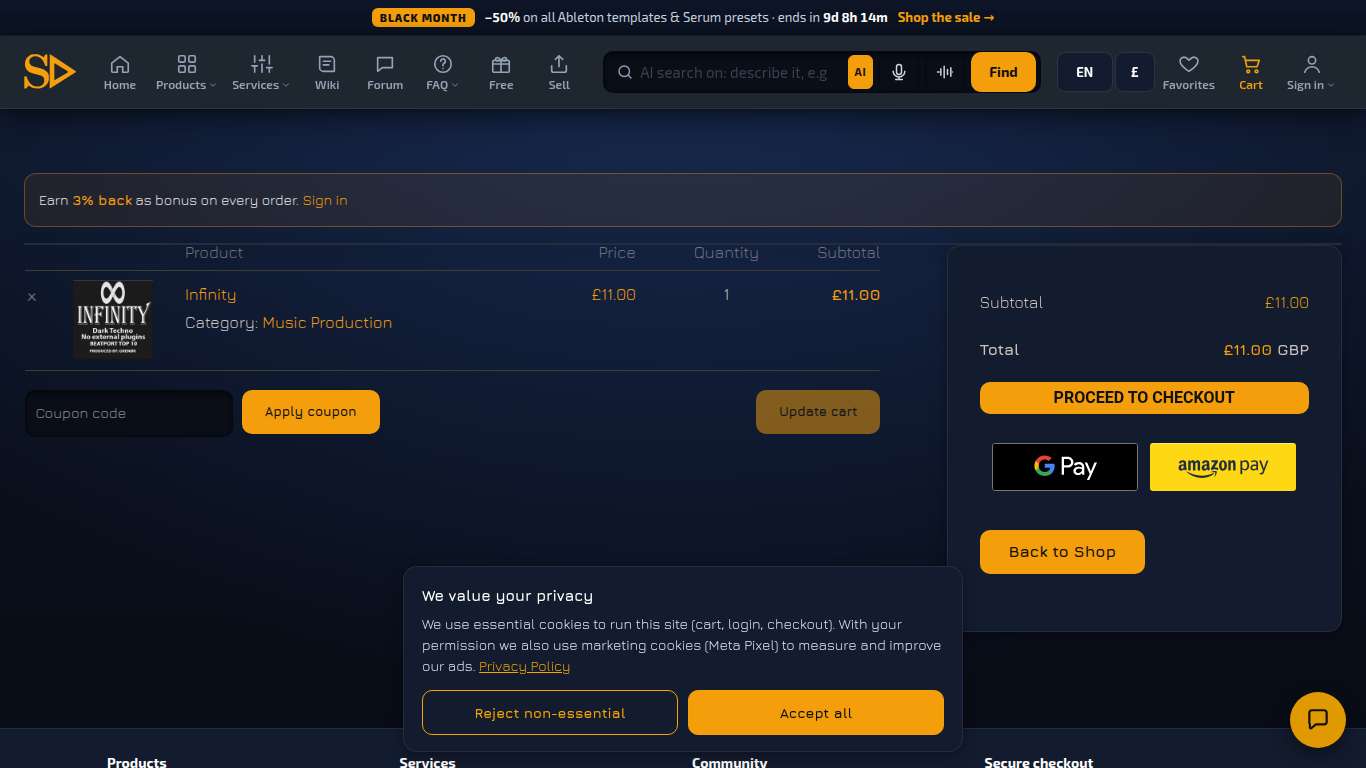 BLACK MONTH −50% on all Ableton templates & Serum presets · ends in 9d 8h 14m Shop the sale →
SD
Home
Products
Services
Wiki
Forum
FAQ
Free
Sell
AI search on: describe it, e.g
AI
Find
EN
£
Favorites
Cart
Sign in
Earn 3% back as bonus on every order. Sign in
Product Price Quantity Subtotal
× Infinity £11.00 1 £11.00
Category: Music Production
INFINITY
Dark Techno
No external plugins
BEATPORT TOP 10
Coupon code
Apply coupon
Update cart
Subtotal £11.00
Total £11.00 GBP
PROCEED TO CHECKOUT
G Pay
amazon pay
Back to Shop
We value your privacy
We use essential cookies to run this site (cart, login, checkout). With your
permission we also use marketing cookies (Meta Pixel) to measure and improve
our ads. Privacy Policy
Reject non-essential
Accept all
Products
Services
Community
Secure checkout